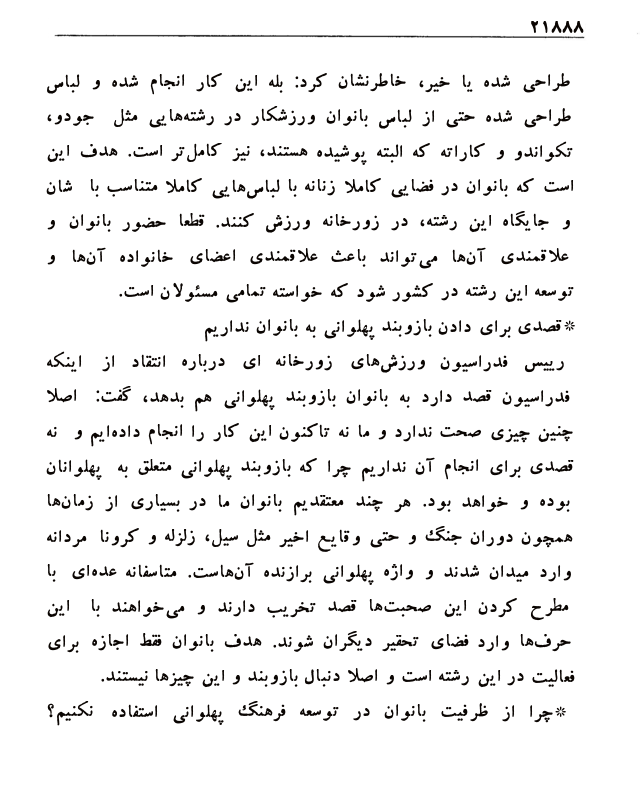 ۲۱۸۸۸
طراحی شده یا خیر، خاطرنشان کرد: بله این کار انجام شده و لباس
طراحی شده حتی از لباس بانوان ورزشکار در رشته‌هایی مثل جودو،
تکواندو و کاراته که البته پوشیده هستند، نیز کامل‌تر است. هدف این
است که بانوان در فضایی کاملا زنانه با لباس‌هایی کاملا متناسب با شان
و جایگاه این رشته، در زورخانه ورزش کنند. قطعا حضور بانوان و
علاقمندی آن‌ها می‌تواند باعث علاقمندی اعضای خانواده آن‌ها و
توسعه این رشته در کشور شود که خواسته تمامی مسئولان است.
*قصدی برای دادن بازوبند پهلوانی به بانوان نداریم
رییس فدراسیون ورزش‌های زورخانه ای درباره انتقاد از اینکه
فدراسیون قصد دارد به بانوان بازوبند پهلوانی هم بدهد، گفت: اصلا
چنین چیزی صحت ندارد و ما نه تاکنون این کار را انجام داده‌ایم و نه
قصدی برای انجام آن نداریم چرا که بازوبند پهلوانی متعلق به پهلوانان
بوده و خواهد بود. هر چند معتقدیم بانوان ما در بسیاری از زمان‌ها
همچون دوران جنگ و حتی وقایع اخیر مثل سیل، زلزله و کرونا مردانه
وارد میدان شدند و واژه پهلوانی برازنده آن‌هاست. متاسفانه عده‌ای با
مطرح کردن این صحبت‌ها قصد تخریب دارند و می‌خواهند با این
حرف‌ها وارد فضای تحقیر دیگران شوند. هدف بانوان فقط اجازه برای
فعالیت در این رشته است و اصلا دنبال بازوبند و این چیزها نیستند.
*چرا از ظرفیت بانوان در توسعه فرهنگ پهلوانی استفاده نکنیم؟